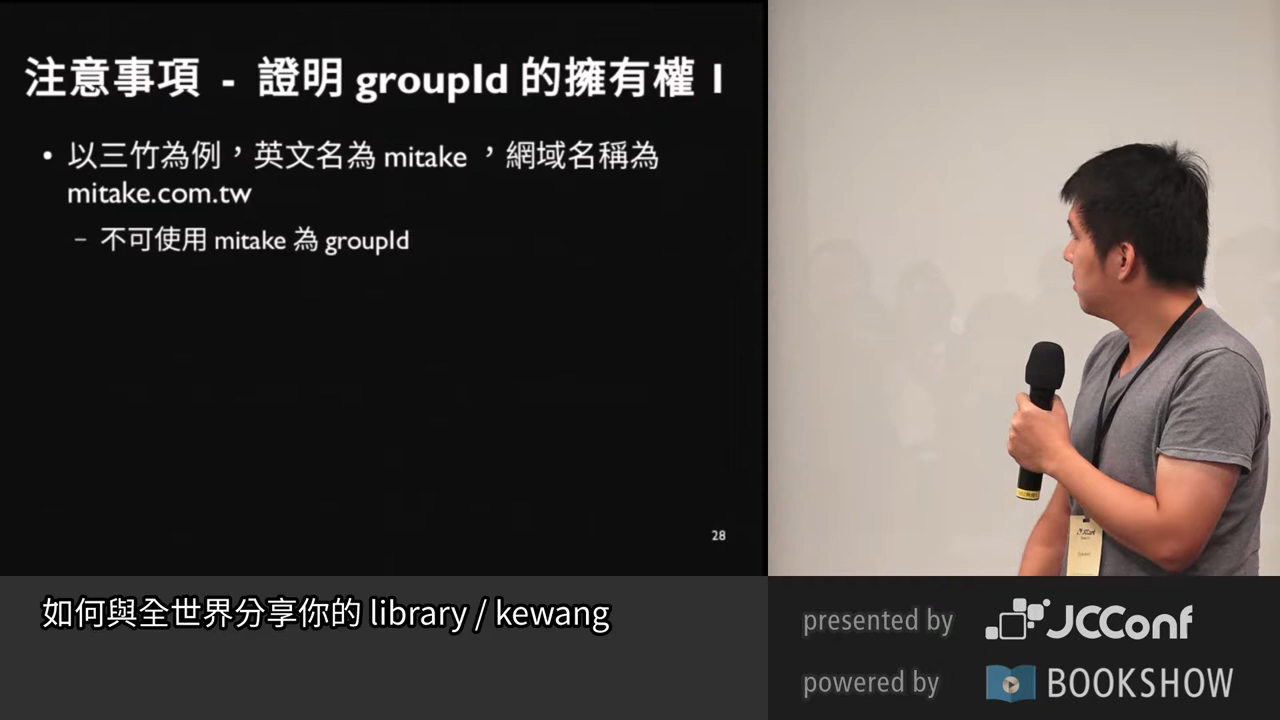 注意事項 - 證明 groupId 的擁有權 I
• 以三竹為例，英文名為 mitake ，網域名稱為
mitake.com.tw
– 不可使用 mitake 為 groupId
28
如何與全世界分享你的 library / kewang
presented by JCConf
powered by BOOKSHOW
JCConf